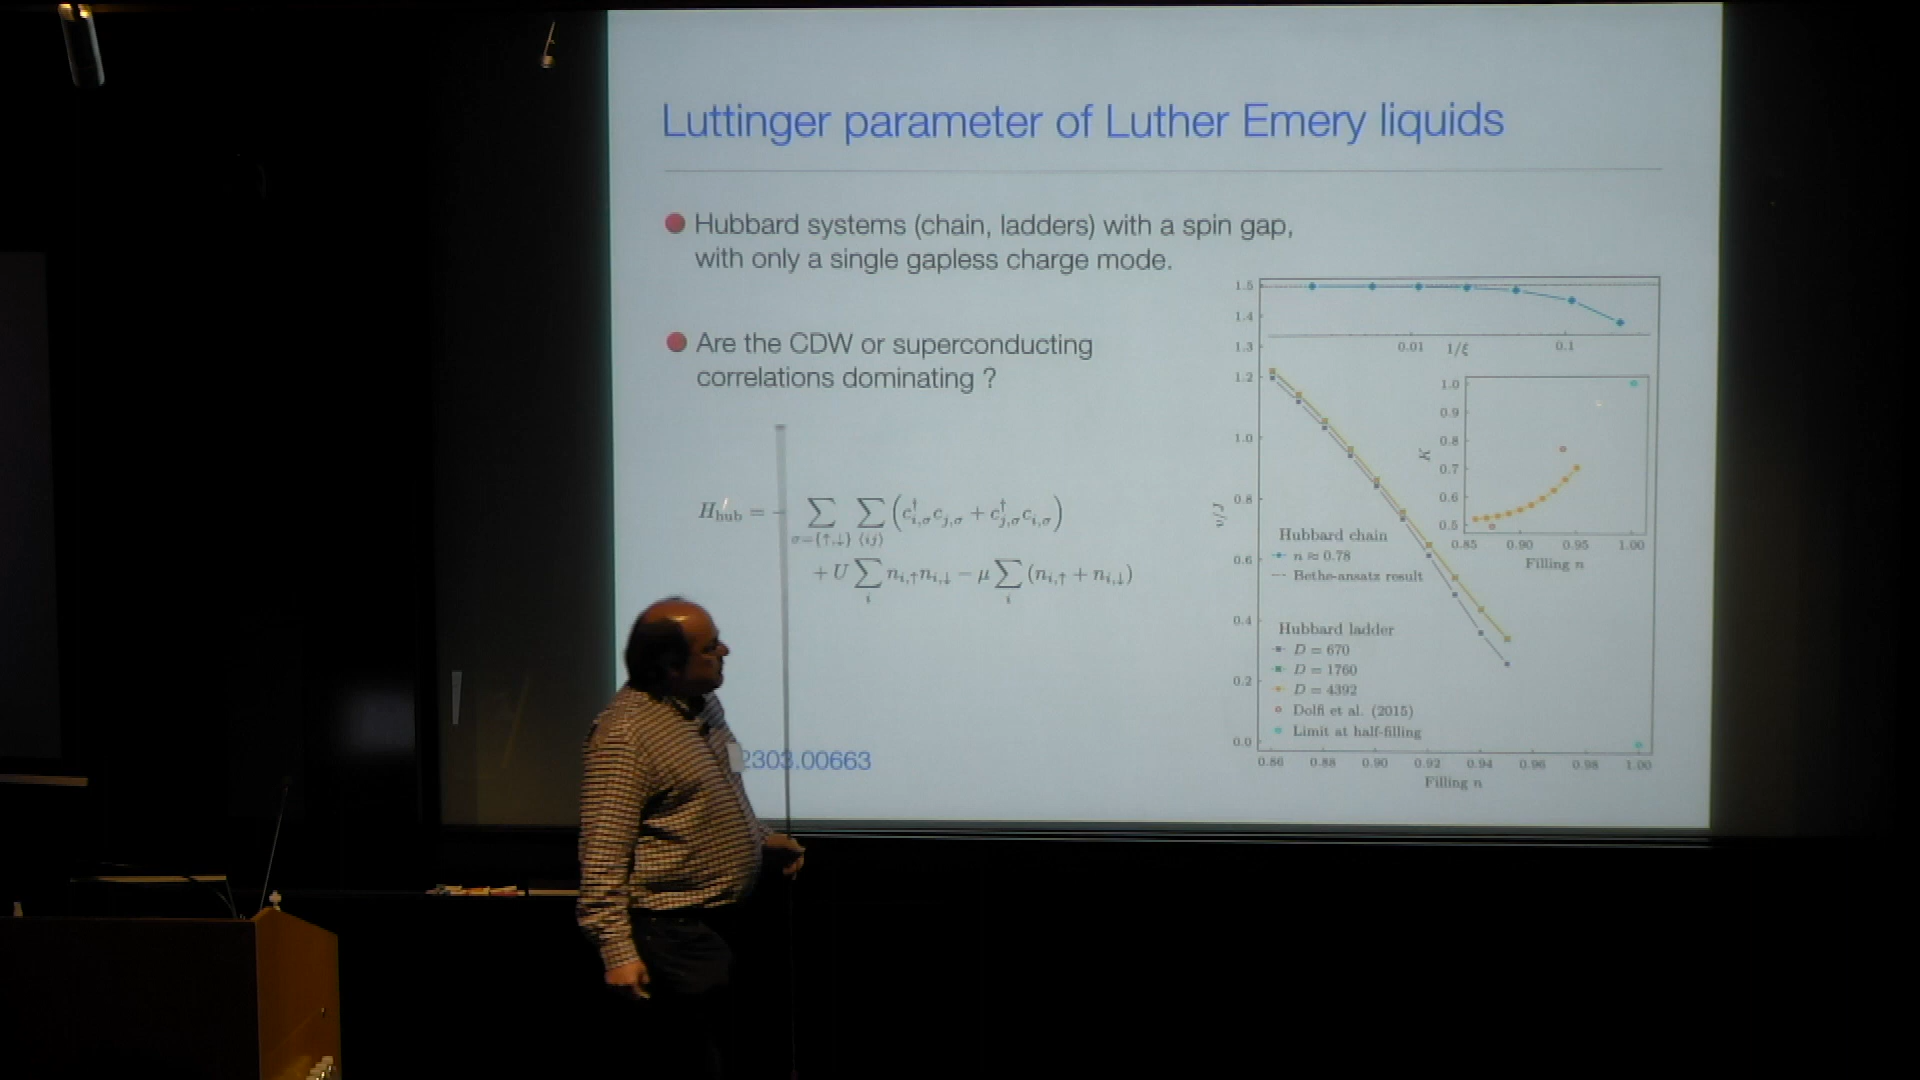 Luttinger parameter of Luther Emery liquids
Hubbard systems (chain, ladders) with a spin gap,
with only a single gapless charge mode.
Are the CDW or superconducting
correlations dominating ?
H_hub = - ∑_{σ={↑,↓}} ∑_{⟨ij⟩} (c†_{i,σ} c_{j,σ} + c†_{j,σ} c_{i,σ})
+ U ∑_i n_{i,↑} n_{i,↓} − μ ∑_i (n_{i,↑} + n_{i,↓})
2303.00663
1.5
1.4
1.3
0.01 1/ξ 0.1
1.2
1.0
0.8
0.6
0.4
0.2
0.0
v/J
1.0
0.9
0.8
0.7
0.6
0.5
K
0.85 0.90 0.95 1.00
Filling n
Hubbard chain
n ≈ 0.78
Bethe-ansatz result
Hubbard ladder
D = 670
D = 1760
D = 4392
Dolfi et al. (2015)
Limit at half-filling
0.86 0.88 0.90 0.92 0.94 0.96 0.98 1.00
Filling n